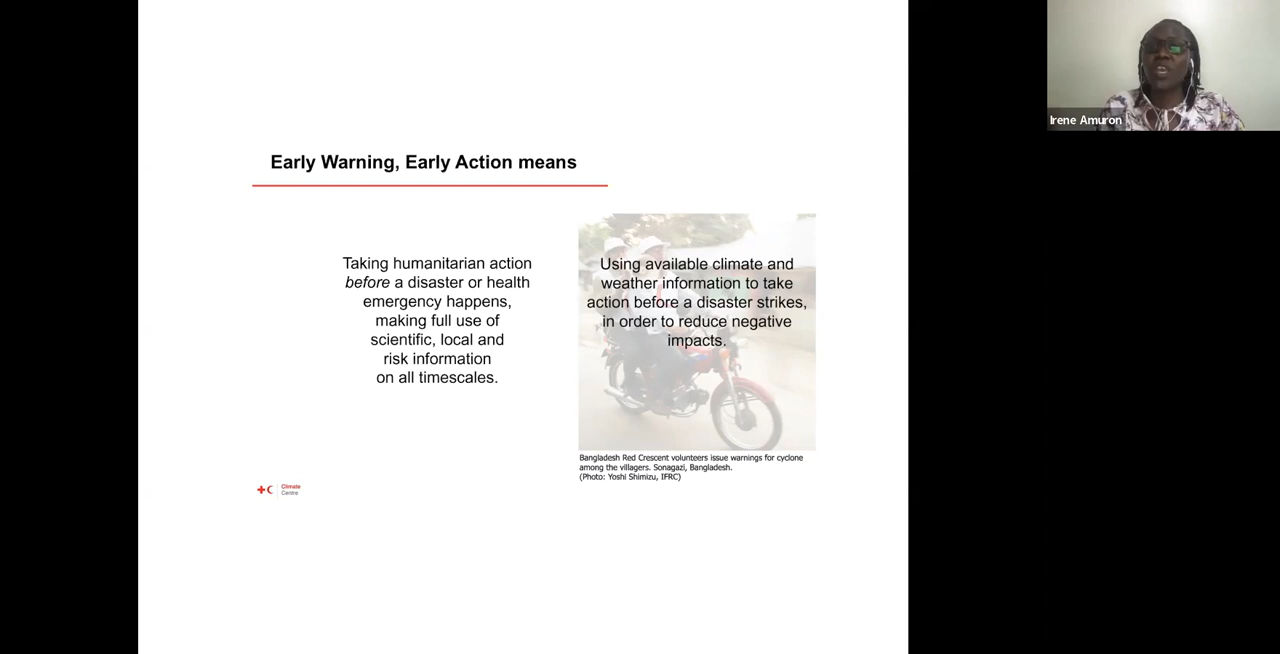 Early Warning, Early Action means
Taking humanitarian action
before a disaster or health
emergency happens,
making full use of
scientific, local and
risk information
on all timescales.
Using available climate and
weather information to take
action before a disaster strikes,
in order to reduce negative
impacts.
Bangladesh Red Crescent volunteers issue warnings for cyclone
among the villagers. Sonagazi, Bangladesh.
(Photo: Yoshi Shimizu, IFRC)
Climate
Centre
Irene Amuron